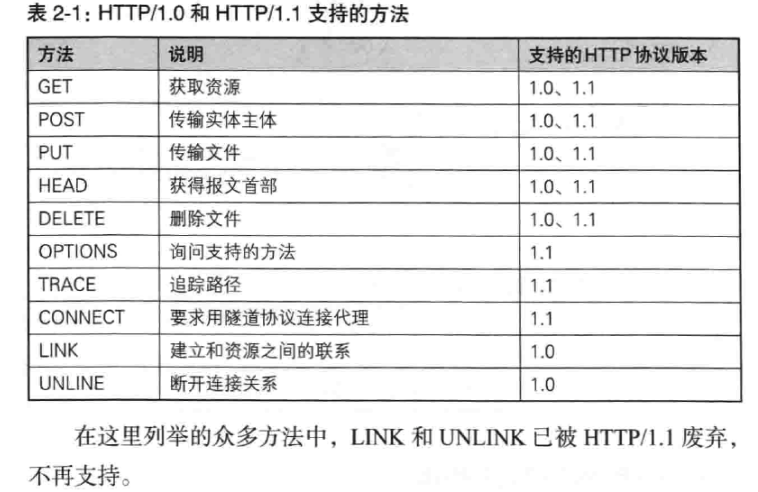 表 2-1：HTTP/1.0 和 HTTP/1.1 支持的方法
方法 说明 支持的HTTP协议版本
GET 获取资源 1.0、1.1
POST 传输实体主体 1.0、1.1
PUT 传输文件 1.0、1.1
HEAD 获得报文首部 1.0、1.1
DELETE 删除文件 1.0、1.1
OPTIONS 询问支持的方法 1.1
TRACE 追踪路径 1.1
CONNECT 要求用隧道协议连接代理 1.1
LINK 建立和资源之间的联系 1.0
UNLINE 断开连接关系 1.0
在这里列举的众多方法中，LINK 和 UNLINK 已被 HTTP/1.1 废弃，
不再支持。